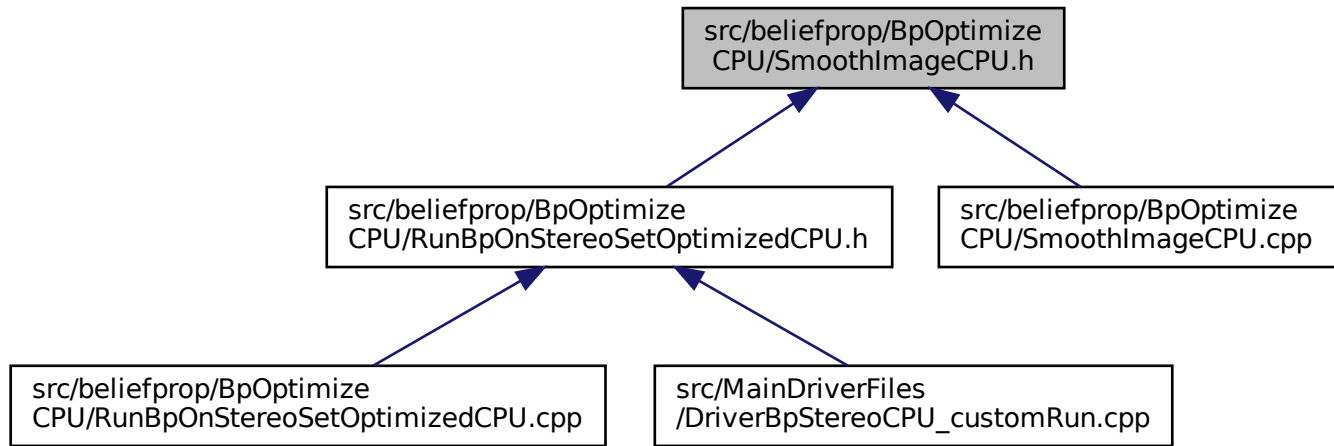 src/beliefprop/BpOptimize
CPU/SmoothImageCPU.h
src/beliefprop/BpOptimize
CPU/RunBpOnStereoSetOptimizedCPU.h
src/beliefprop/BpOptimize
CPU/SmoothImageCPU.cpp
src/beliefprop/BpOptimize
CPU/RunBpOnStereoSetOptimizedCPU.cpp
src/MainDriverFiles
/DriverBpStereoCPU_customRun.cpp